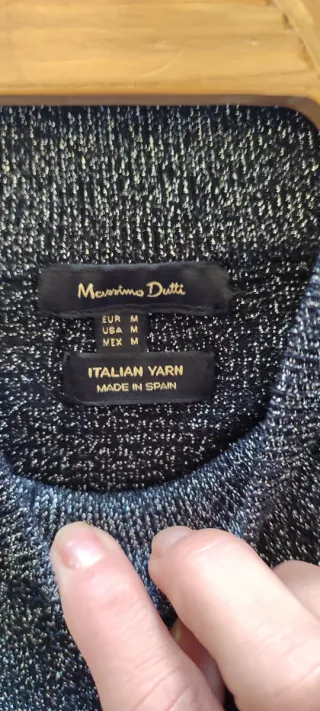 Massimo Dutti
EUR M
USA M
MEX M
ITALIAN YARN
MADE IN SPAIN